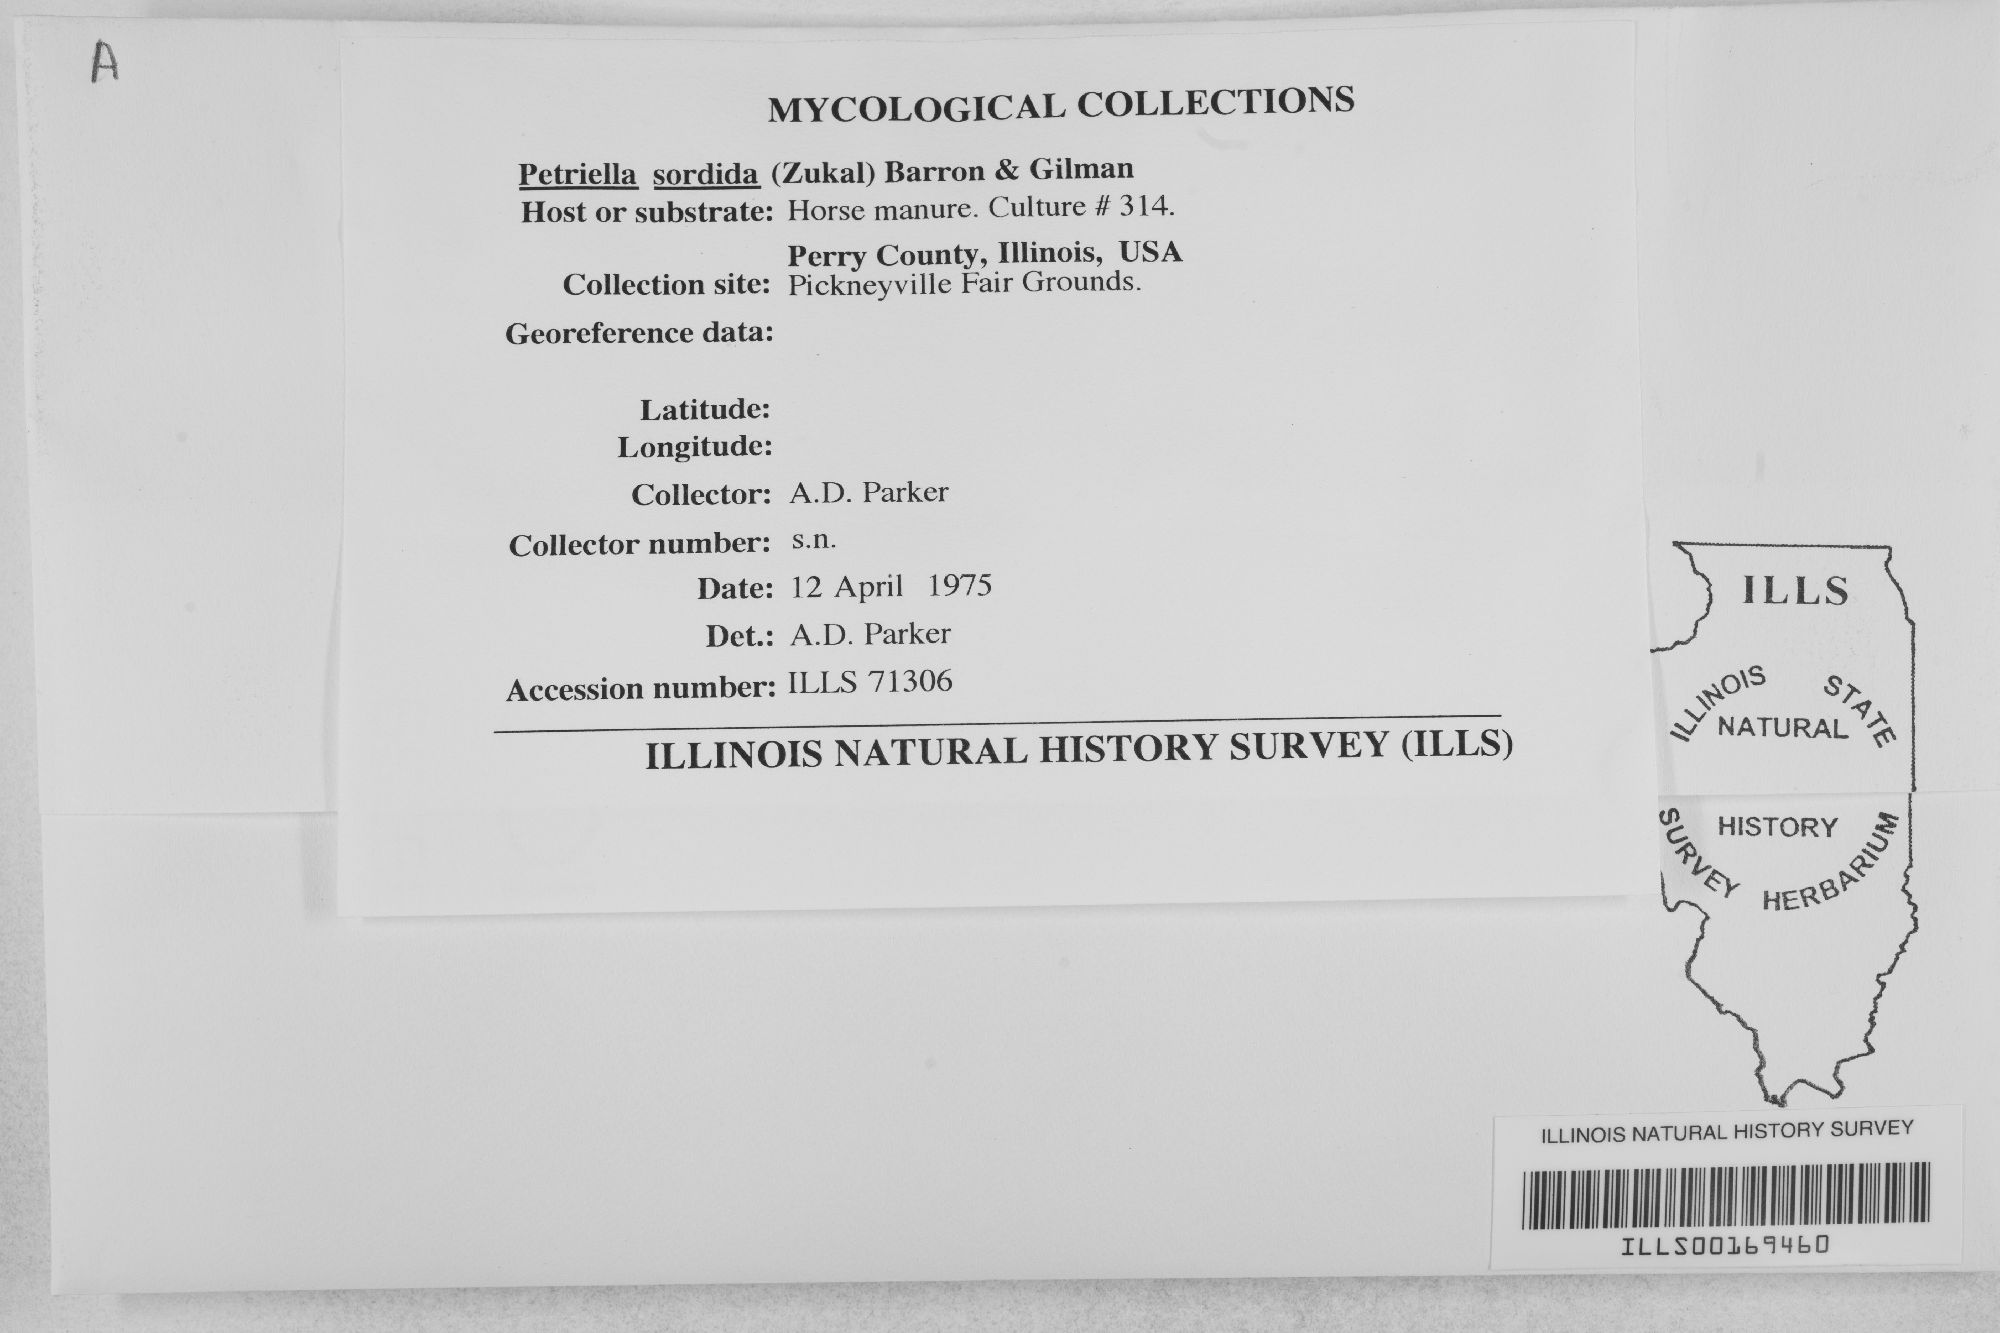 A
MYCOLOGICAL COLLECTIONS
Petriella sordida (Zukal) Barron & Gilman
Host or substrate: Horse manure. Culture # 314.
Perry County, Illinois, USA
Collection site: Pickneyville Fair Grounds.
Georeference data:
Latitude:
Longitude:
Collector: A.D. Parker
Collector number: s.n.
Date: 12 April 1975
Det.: A.D. Parker
Accession number: ILLS 71306
ILLINOIS NATURAL HISTORY SURVEY (ILLS)
ILLS
ILLINOIS STATE
NATURAL
HISTORY
SURVEY HERBARIUM
ILLINOIS NATURAL HISTORY SURVEY
ILLS00169460